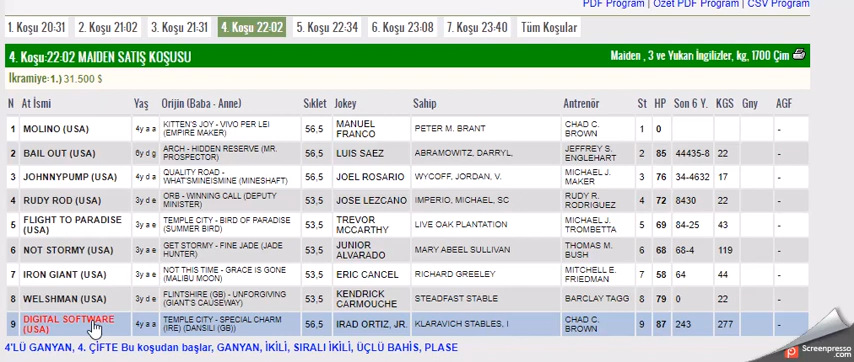 PDF Program | Özet PDF Program | CSV Program
1. Koşu 20:31 2. Koşu 21:02 3. Koşu 21:31 4. Koşu 22:02 5. Koşu 22:34 6. Koşu 23:08 7. Koşu 23:40 Tüm Koşular
4. Koşu:22:02 MAIDEN SATIŞ KOŞUSU Maiden , 3 ve Yukarı İngilizler, kg, 1700 Çim
İkramiye:1.) 31.500 $
N At İsmi Yaş Orijin (Baba - Anne) Sıklet Jokey Sahip Antrenör St HP Son 6 Y. KGS Gny AGF
1 MOLINO (USA) 4y a a KITTEN'S JOY - VIVO PER LEI (EMPIRE MAKER) 56,5 MANUEL FRANCO PETER M. BRANT CHAD C. BROWN 1 0 -
2 BAIL OUT (USA) 6y d g ARCH - HIDDEN RESERVE (MR. PROSPECTOR) 56,5 LUIS SAEZ ABRAMOWITZ, DARRYL, JEFFREY S. ENGLEHART 2 85 44435-8 22 -
3 JOHNNYPUMP (USA) 4y d a QUALITY ROAD - WHAT'SMINEISMINE (MINESHAFT) 56,5 JOEL ROSARIO WYCOFF, JORDAN, V. MICHAEL J. MAKER 3 76 34-4632 17 -
4 RUDY ROD (USA) 3y d e ORB - WINNING CALL (DEPUTY MINISTER) 53,5 JOSE LEZCANO IMPERIO, MICHAEL, SC RUDY R. RODRIGUEZ 4 72 8430 22 -
5 FLIGHT TO PARADISE (USA) 3y a e TEMPLE CITY - BIRD OF PARADISE (SUMMER BIRD) 53,5 TREVOR MCCARTHY LIVE OAK PLANTATION MICHAEL J. TROMBETTA 5 69 84-25 43 -
6 NOT STORMY (USA) 3y a e GET STORMY - FINE JADE (JADE HUNTER) 53,5 JUNIOR ALVARADO MARY ABEEL SULLIVAN THOMAS M. BUSH 6 68 68-4 119 -
7 IRON GIANT (USA) 3y a e NOT THIS TIME - GRACE IS GONE (MALIBU MOON) 53,5 ERIC CANCEL RICHARD GREELEY MITCHELL E. FRIEDMAN 7 58 64 44 -
8 WELSHMAN (USA) 3y d e FLINTSHIRE (GB) - UNFORGIVING (GIANT'S CAUSEWAY) 53,5 KENDRICK CARMOUCHE STEADFAST STABLE BARCLAY TAGG 8 79 0 22 -
9 DIGITAL SOFTWARE (USA) 4y a a TEMPLE CITY - SPECIAL CHARM (IRE) (DANSILI (GB)) 56,5 IRAD ORTIZ, JR. KLARAVICH STABLES, I CHAD C. BROWN 9 87 243 277 -
4'LÜ GANYAN, 4. ÇİFTE Bu koşudan başlar, GANYAN, İKİLİ, SIRALI İKİLİ, ÜÇLÜ BAHİS, PLASE
Screenpresso
.com